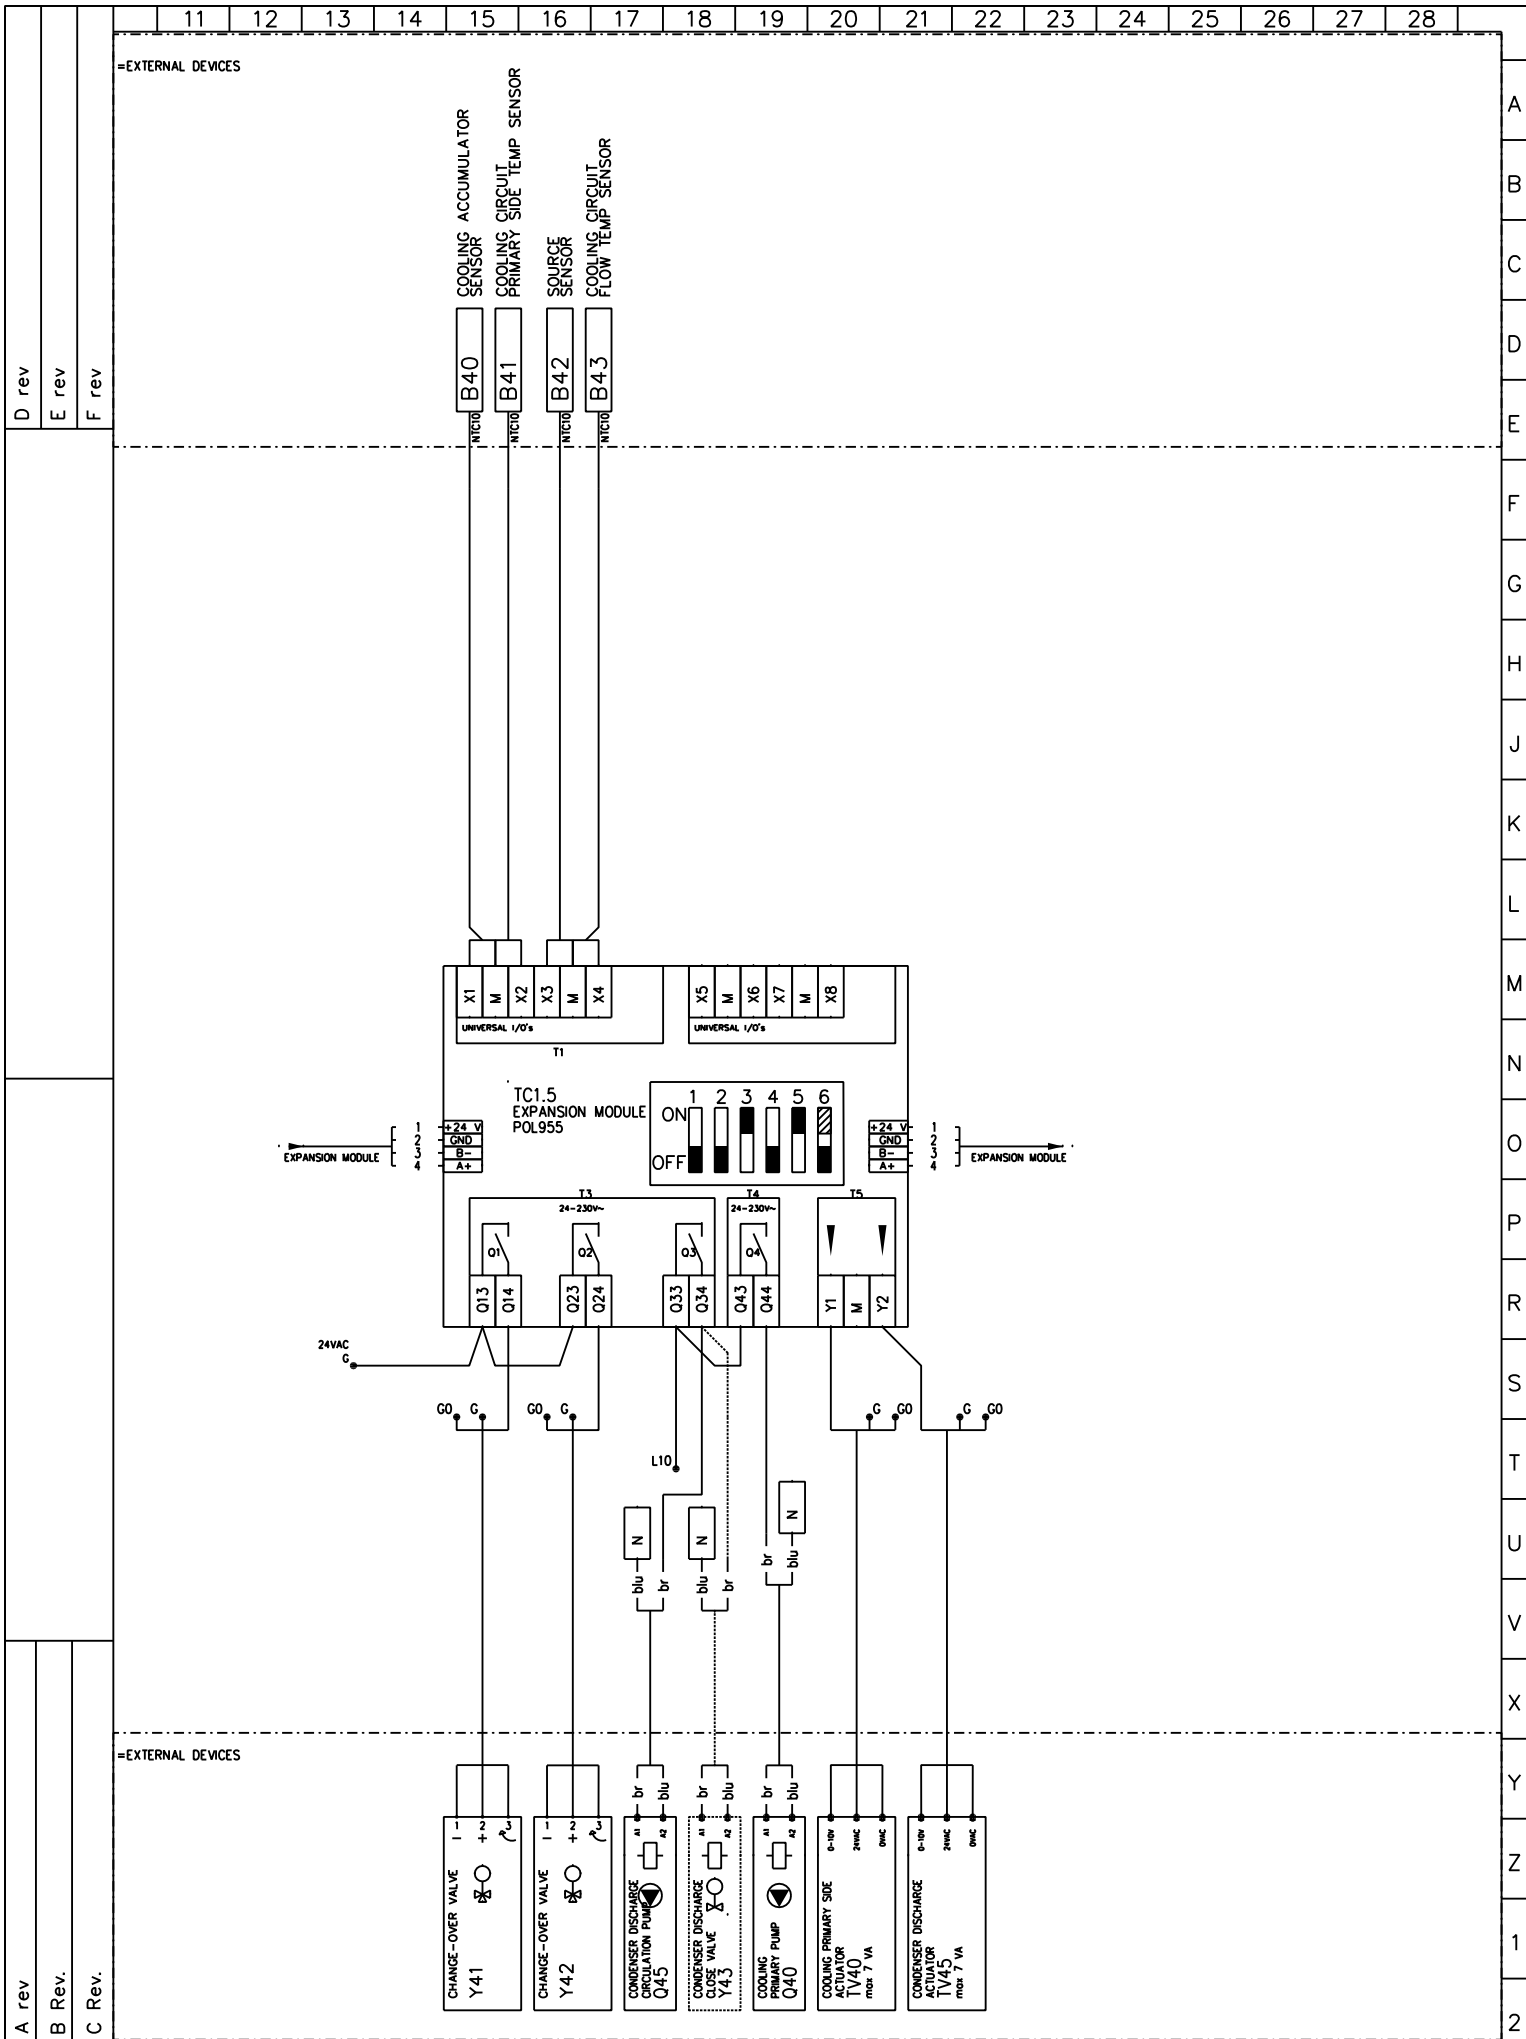 11 12 13 14 15 16 17 18 19 20 21 22 23 24 25 26 27 28
=EXTERNAL DEVICES
A
B
C
D
E
F
G
H
J
K
L
M
N
O
P
R
S
T
U
V
X
Y
Z
1
2
D rev
E rev
F rev
A rev
B Rev.
C Rev.
COOLING ACCUMULATOR
SENSOR
COOLING CIRCUIT
PRIMARY SIDE TEMP SENSOR
SOURCE
SENSOR
COOLING CIRCUIT
FLOW TEMP SENSOR
B40 B41 B42 B43
NTC10 NTC10 NTC10 NTC10
X1 M X2 X3 M X4
X5 M X6 X7 M X8
UNIVERSAL I/O's
UNIVERSAL I/O's
T1
TC1.5
EXPANSION MODULE
POL955
1 2 3 4 5 6
ON
OFF
1 +24 V
2 GND
3 B-
4 A+
EXPANSION MODULE
+24 V 1
GND 2
B- 3
A+ 4
EXPANSION MODULE
T3
24-230V~
T4
24-230V~
T5
Q1 Q2 Q3 Q4
Q13 Q14 Q23 Q24 Q33 Q34 Q43 Q44 Y1 M Y2
24VAC
G
G0 G G0 G G G0 G G0
L10
N N N
blu br blu br br blu
=EXTERNAL DEVICES
br blu br blu br blu
1 2 3
- +
1 2 3
- +
A1 A2 A1 A2 A1 A2
0-10V 24VAC 0VAC
0-10V 24VAC 0VAC
CHANGE-OVER VALVE
Y41
CHANGE-OVER VALVE
Y42
CONDENSER DISCHARGE
CIRCULATION PUMP
Q45
CONDENSER DISCHARGE
CLOSE VALVE
Y43
COOLING
PRIMARY PUMP
Q40
COOLING PRIMARY SIDE
ACTUATOR
TV40
max 7 VA
CONDENSER DISCHARGE
ACTUATOR
TV45
max 7 VA